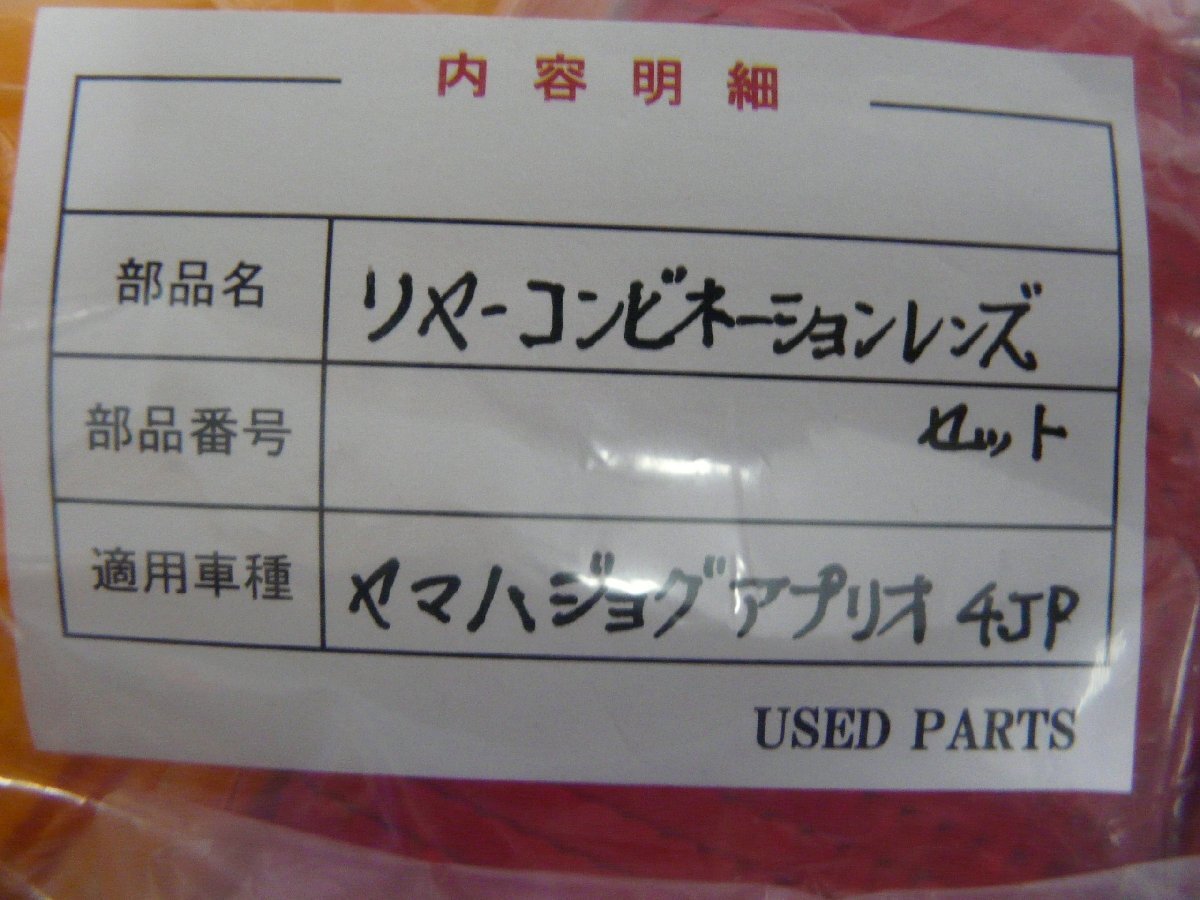 内容明細
部品名 リヤーコンビネーションレンズ
部品番号 セット
適用車種 ヤマハジョグアプリオ 4JP
USED PARTS